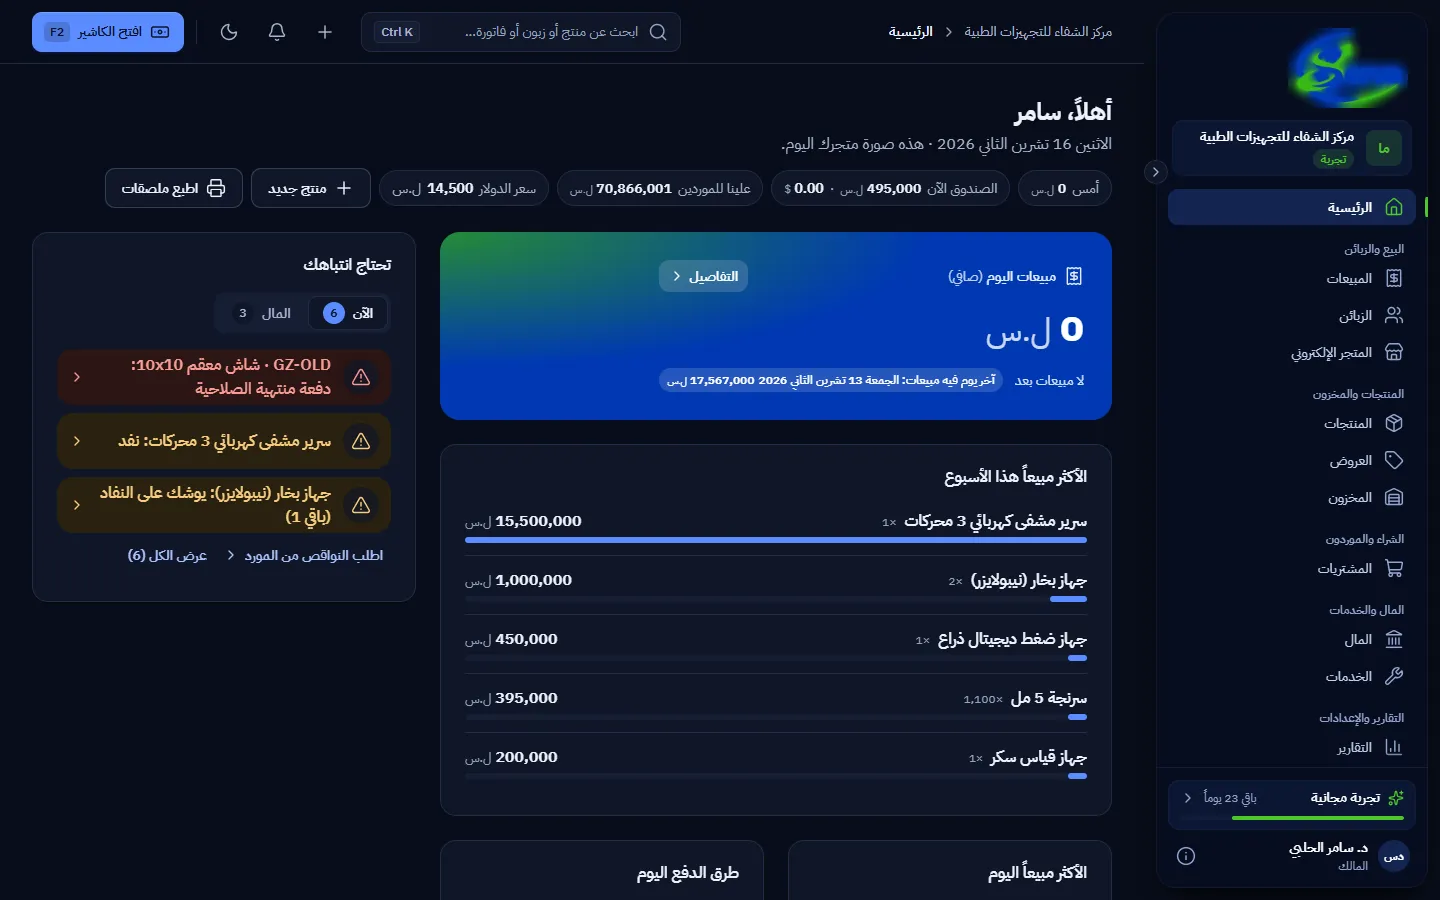 مركز الشفاء للتجهيزات الطبية
الرئيسية
ابحث عن منتج أو زبون أو فاتورة...
Ctrl K
افتح الكاشير
F2
ما
مركز الشفاء للتجهيزات الطبية
تجربة
الرئيسية
البيع والزبائن
المبيعات
الزبائن
المتجر الإلكتروني
المنتجات والمخزون
المنتجات
العروض
المخزون
الشراء والموردون
المشتريات
المال والخدمات
المال
الخدمات
التقارير والإعدادات
التقارير
تجربة مجانية
باقي 23 يوماً
دس
د. سامر الحلبي
المالك
أهلاً، سامر
الاثنين 16 تشرين الثاني 2026 · هذه صورة متجرك اليوم.
أمس 0 ل.س
الصندوق الآن 495,000 ل.س · 0.00 $
علينا للموردين 70,866,001 ل.س
سعر الدولار 14,500 ل.س
منتج جديد
اطبع ملصقات
مبيعات اليوم (صافي)
التفاصيل
0 ل.س
لا مبيعات بعد
آخر يوم فيه مبيعات: الجمعة 13 تشرين الثاني 2026 17,567,000 ل.س
الأكثر مبيعاً هذا الأسبوع
سرير مشفى كهربائي 3 محركات ×1
15,500,000 ل.س
جهاز بخار (نيبولايزر) ×2
1,000,000 ل.س
جهاز ضغط ديجيتال ذراع ×1
450,000 ل.س
سرنجة 5 مل ×1,100
395,000 ل.س
جهاز قياس سكر ×1
200,000 ل.س
الأكثر مبيعاً اليوم
طرق الدفع اليوم
تحتاج انتباهك
الآن 6
المال 3
GZ-OLD · شاش معقم 10x10:
دفعة منتهية الصلاحية
سرير مشفى كهربائي 3 محركات: نفد
جهاز بخار (نيبولايزر): يوشك على النفاد
(باقي 1)
اطلب النواقص من المورد
عرض الكل (6)